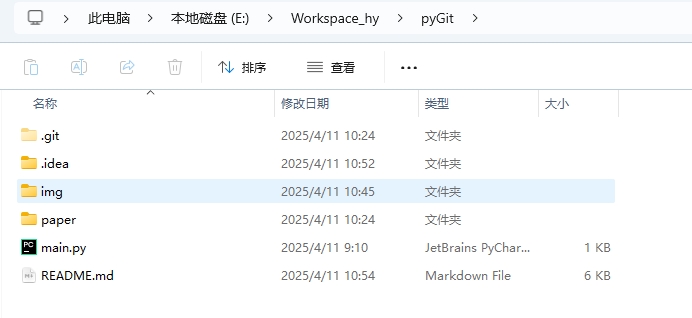 此电脑 > 本地磁盘 (E:) > Workspace_hy > pyGit >
排序 查看 ...
名称 修改日期 类型 大小
.git 2025/4/11 10:24 文件夹
.idea 2025/4/11 10:52 文件夹
img 2025/4/11 10:45 文件夹
paper 2025/4/11 10:24 文件夹
main.py 2025/4/11 9:10 JetBrains PyChar... 1 KB
README.md 2025/4/11 10:54 Markdown File 6 KB